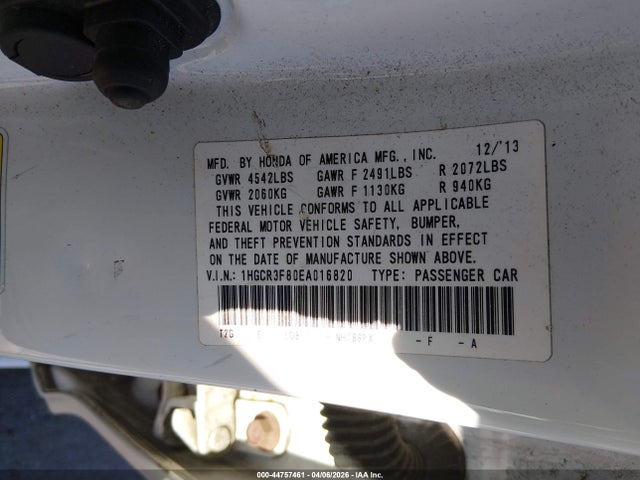 MFD. BY HONDA OF AMERICA MFG., INC. 12/'13
GVWR 4542LBS GAWR F 2491LBS R 2072LBS
GVWR 2060KG GAWR F 1130KG R 940KG
THIS VEHICLE CONFORMS TO ALL APPLICABLE
FEDERAL MOTOR VEHICLE SAFETY, BUMPER,
AND THEFT PREVENTION STANDARDS IN EFFECT
ON THE DATE OF MANUFACTURE SHOWN ABOVE.
V.I.N.: 1HGCR3F80EA016820 TYPE: PASSENGER CAR
T2G - F - A
000-44757461 | 04/06/2026 | IAA Inc.